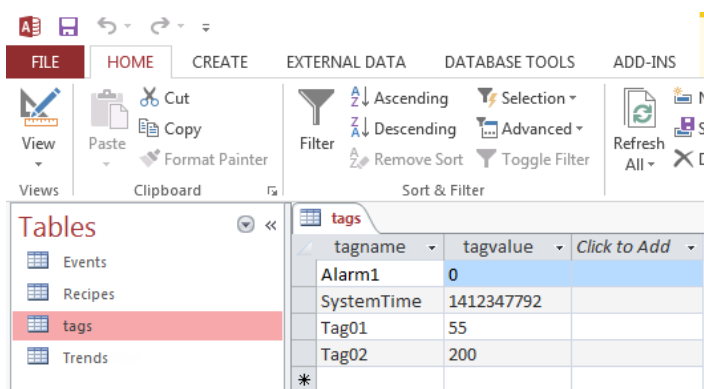 FILE HOME CREATE EXTERNAL DATA DATABASE TOOLS ADD-INS
Cut
Copy
Format Painter
View
Paste
Views
Clipboard
Filter
Ascending
Descending
Remove Sort
Selection
Advanced
Toggle Filter
Sort & Filter
Refresh
All
Tables
Events
Recipes
tags
Trends
tags
tagname tagvalue Click to Add
Alarm1 0
SystemTime 1412347792
Tag01 55
Tag02 200